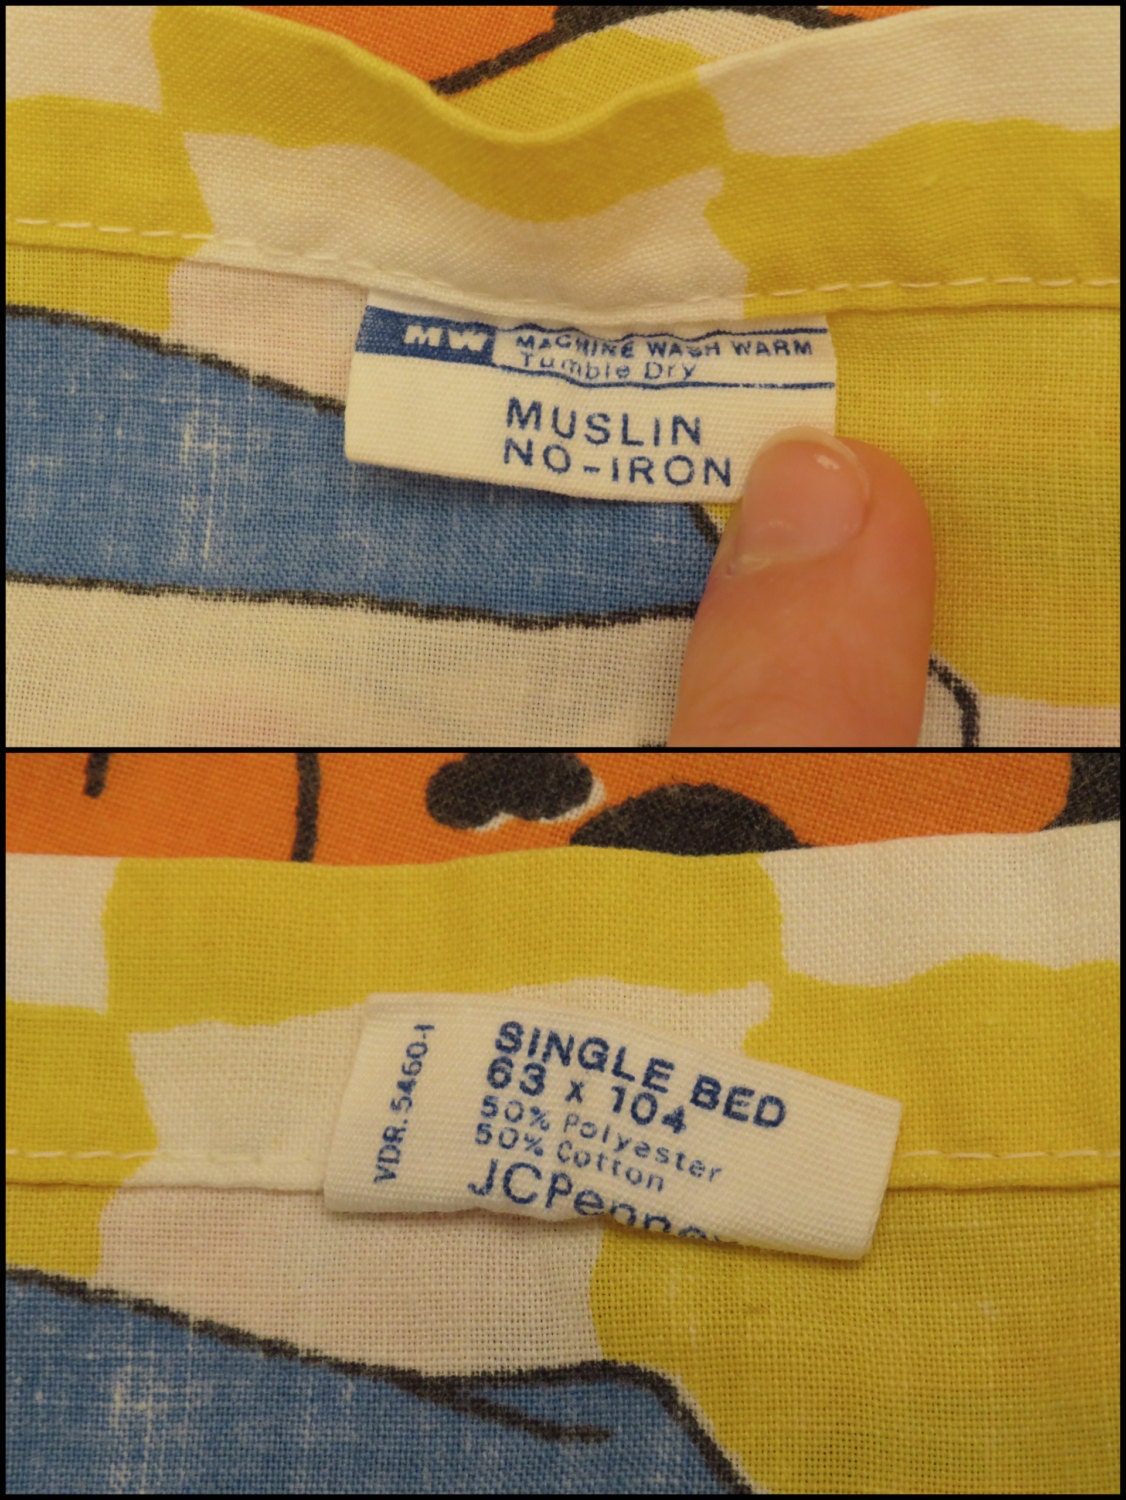 MW MACHINE WASH WARM
Tumble Dry
MUSLIN
NO-IRON
VDR. 5460-1
SINGLE BED
63 x 104
50% Polyester
50% Cotton
JCPenney